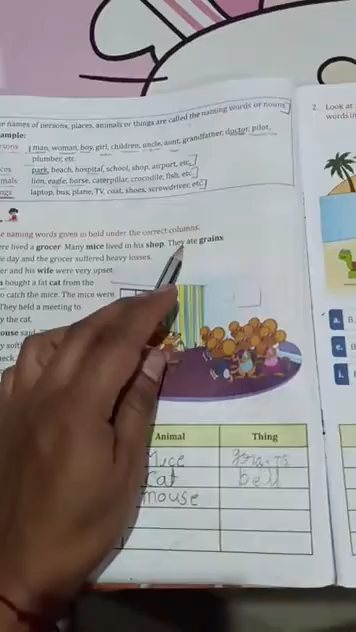 e names of persons, places, animals or things are called the naming words or nouns.
ample:
rsons man, woman, boy, girl, children, uncle, aunt, grandfather, doctor, pilot,
plumber, etc.
ces park, beach, hospital, school, shop, airport, etc.
mals lion, eagle, horse, caterpillar, crocodile, fish, etc.
ngs laptop, bus, plane, TV, coat, shoes, screwdriver, etc.
2. Look at
words in
e naming words given in bold under the correct columns.
ere lived a grocer Many mice lived in his shop. They ate grains
e day and the grocer suffered heavy losses.
er and his wife were very upset.
bought a fat cat from the
o catch the mice. The mice were
They held a meeting to
y the cat.
ouse said
y soft
neck.
a.
e.
i.
Animal Thing
Mice grains
cat bell
mouse